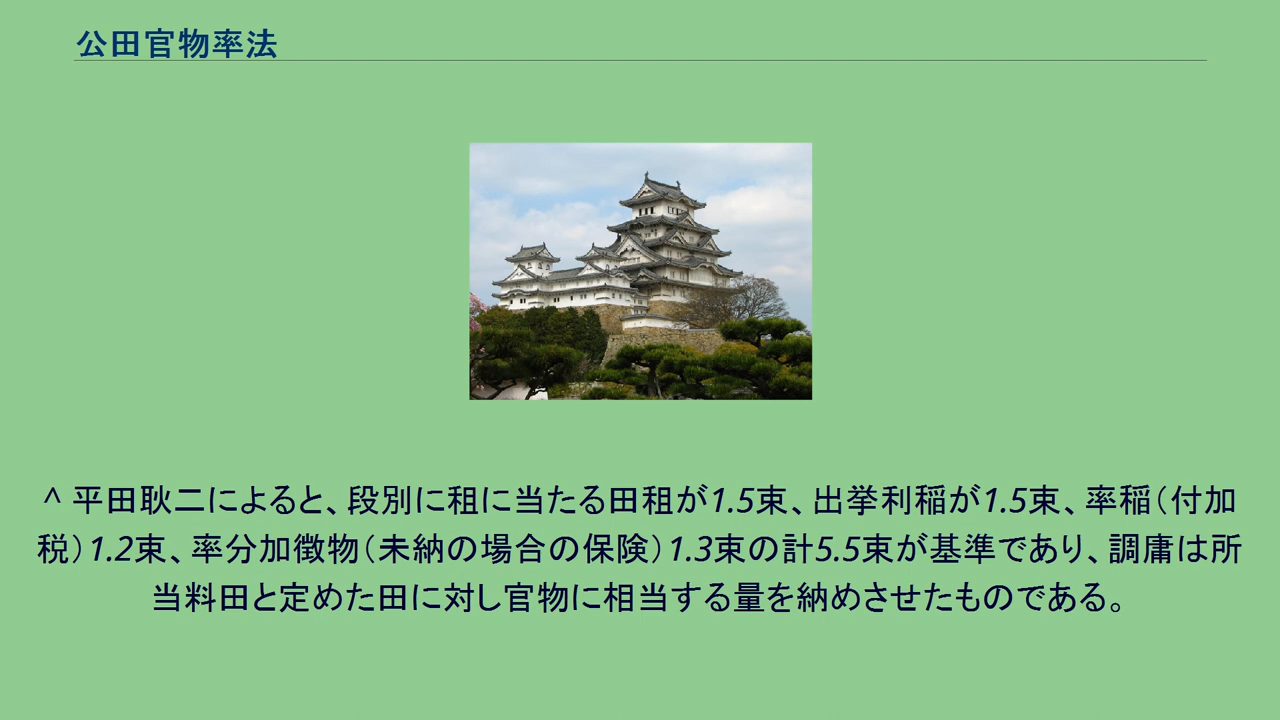 公田官物率法
^ 平田耿二によると、段別に租に当たる田租が1.5束、出挙利稲が1.5束、率稲（付加
税）1.2束、率分加徴物（未納の場合の保険）1.3束の計5.5束が基準であり、調庸は所
当料田と定めた田に対し官物に相当する量を納めさせたものである。